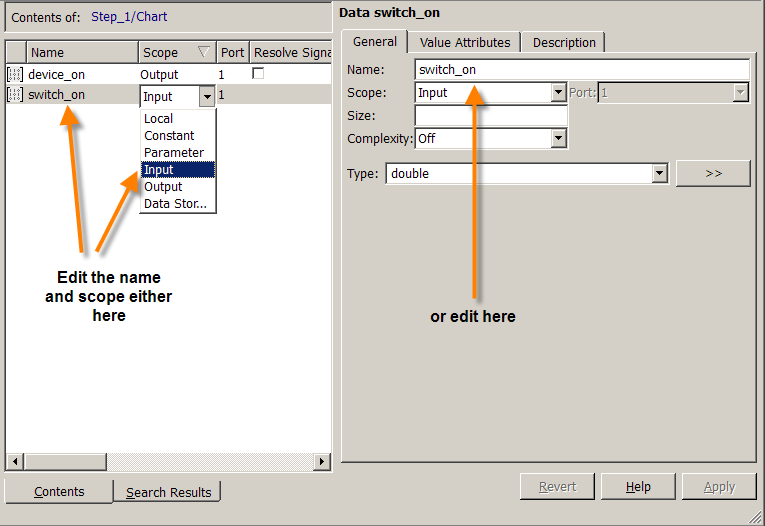 Contents of: Step_1/Chart
Name Scope Port Resolve Signa
device_on Output 1
switch_on Input 1
Local
Constant
Parameter
Input
Output
Data Stor...
Edit the name
and scope either
here
Contents
Search Results
Data switch_on
General Value Attributes Description
Name: switch_on
Scope: Input Port: 1
Size:
Complexity: Off
Type: double >>
or edit here
Revert Help Apply